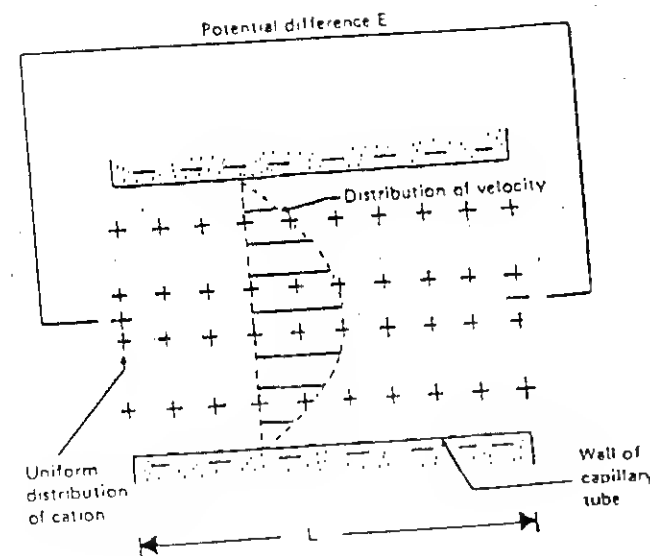 Potential difference E
Distribution of velocity
Uniform
distribution
of cation
Wall of
capillary
tube
L